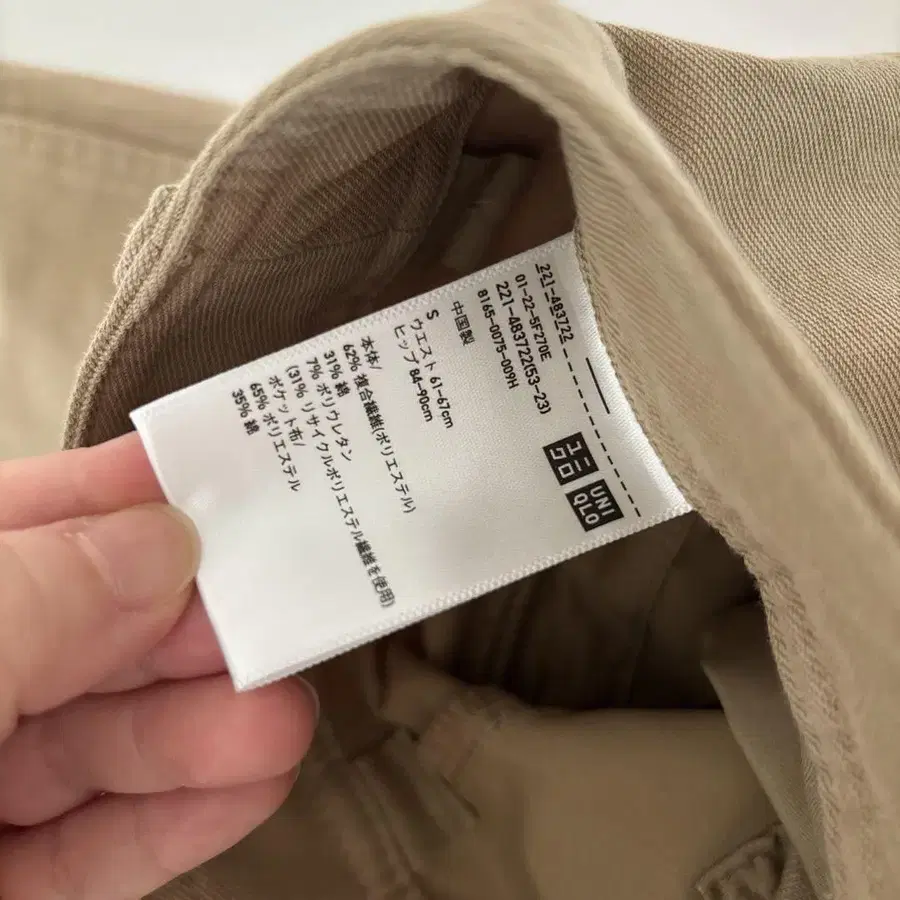 221-483722
01-22-5F270E
221-483722(53-23)
8165-0075-009H
ユニ
クロ
UNI
QLO
中国製
S
ウエスト 61-67cm
ヒップ 84-90cm
本体/
62% 複合繊維(ポリエステル)
31% 綿
7% ポリウレタン
(31% リサイクルポリエステル繊維を使用)
ポケット布/
65% ポリエステル
35% 綿